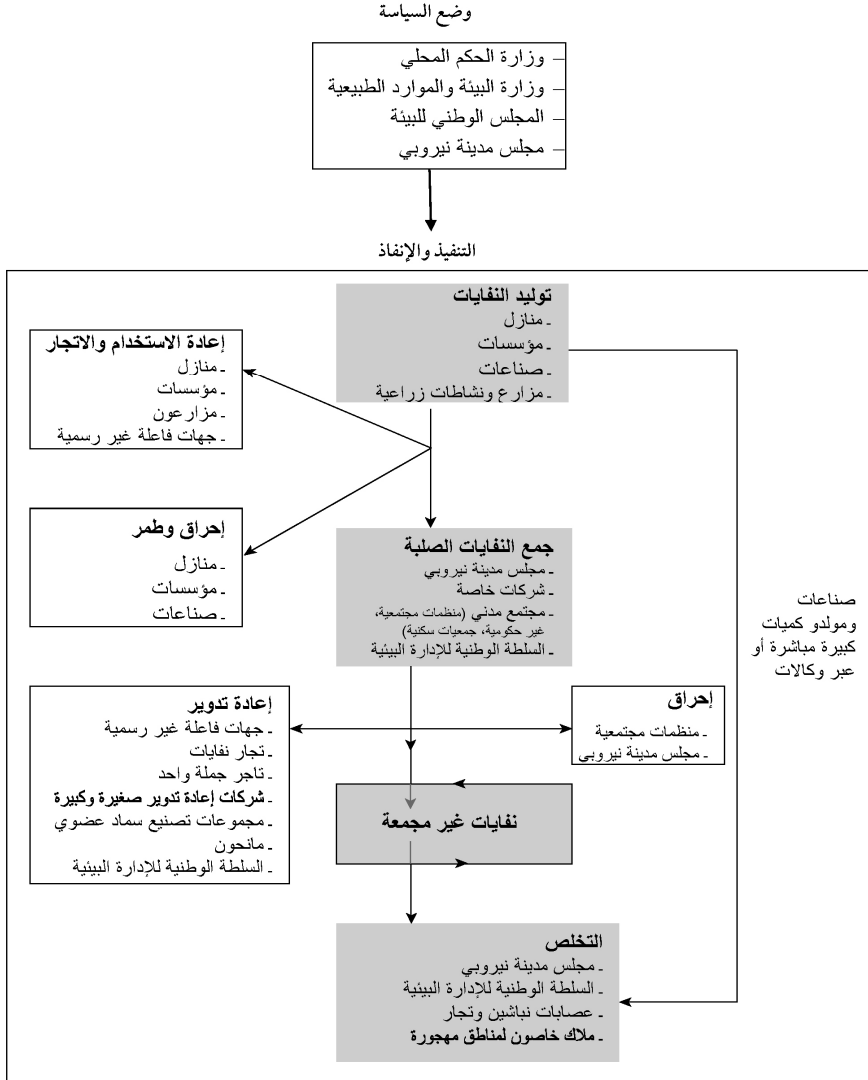 وضع السياسة
– وزارة الحكم المحلي
– وزارة البيئة والموارد الطبيعية
– المجلس الوطني للبيئة
– مجلس مدينة نيروبي
التنفيذ والإنفاذ
توليد النفايات
- منازل
- مؤسسات
- صناعات
- مزارع ونشاطات زراعية
إعادة الاستخدام والاتجار
- منازل
- مؤسسات
- مزارعون
- جهات فاعلة غير رسمية
إحراق وطمر
- منازل
- مؤسسات
- صناعات
جمع النفايات الصلبة
- مجلس مدينة نيروبي
- شركات خاصة
- مجتمع مدني (منظمات مجتمعية،
غير حكومية، جمعيات سكنية)
- السلطة الوطنية للإدارة البيئية
صناعات
ومولدو كميات
كبيرة مباشرة أو
عبر وكالات
إحراق
- منظمات مجتمعية
- مجلس مدينة نيروبي
إعادة تدوير
- جهات فاعلة غير رسمية
- تجار نفايات
- تاجر جملة واحد
- شركات إعادة تدوير صغيرة وكبيرة
- مجموعات تصنيع سماد عضوي
- مانحون
- السلطة الوطنية للإدارة البيئية
نفايات غير مجمعة
التخلص
- مجلس مدينة نيروبي
- السلطة الوطنية للإدارة البيئية
- عصابات نباشين وتجار
- ملاك خاصون لمناطق مهجورة